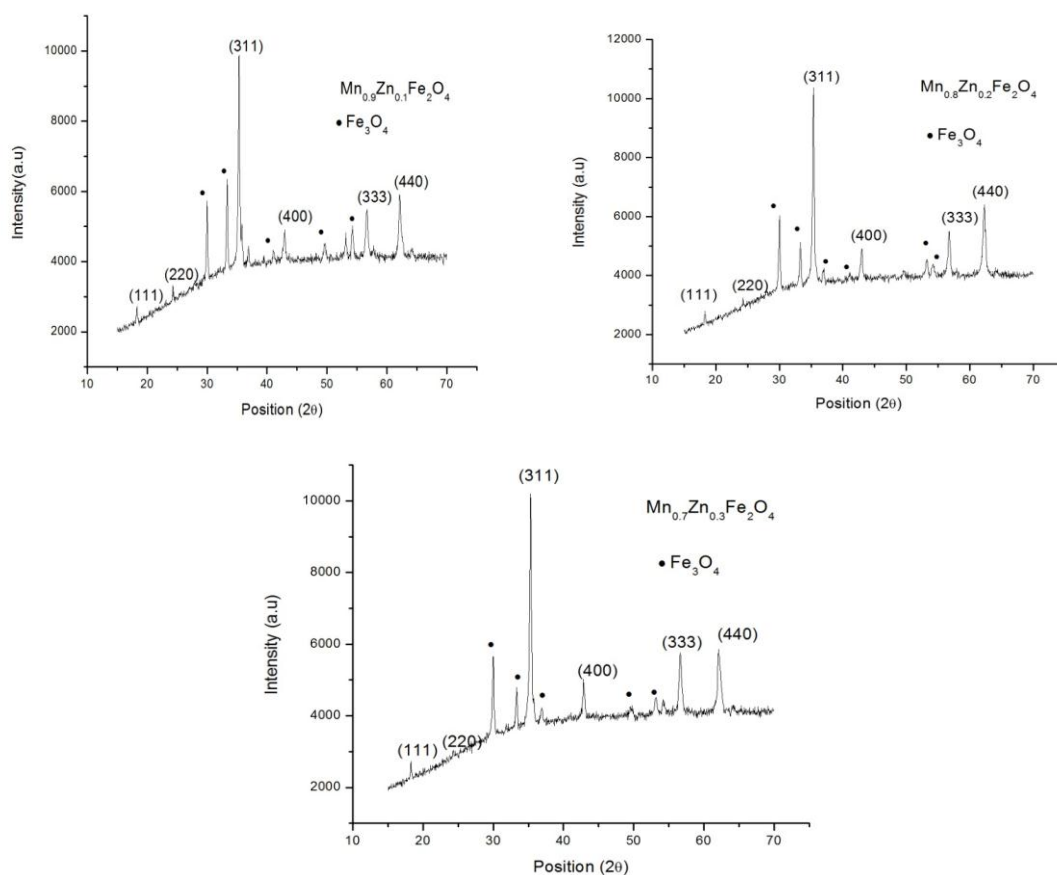 (311)
Mn₀.₉Zn₀.₁Fe₂O₄
• Fe₃O₄
(440)
(333)
(400)
(220)
(111)
10000
8000
6000
4000
2000
Intensity (a.u)
10 20 30 40 50 60 70
Position (2θ)
(311)
Mn₀.₈Zn₀.₂Fe₂O₄
• Fe₃O₄
(440)
(333)
(400)
(220)
(111)
12000
10000
8000
6000
4000
2000
Intensity (a.u)
10 20 30 40 50 60 70
Position (2θ)
(311)
Mn₀.₇Zn₀.₃Fe₂O₄
• Fe₃O₄
(440)
(333)
(400)
(220)
(111)
10000
8000
6000
4000
2000
Intensity (a.u)
10 20 30 40 50 60 70
Position (2θ)